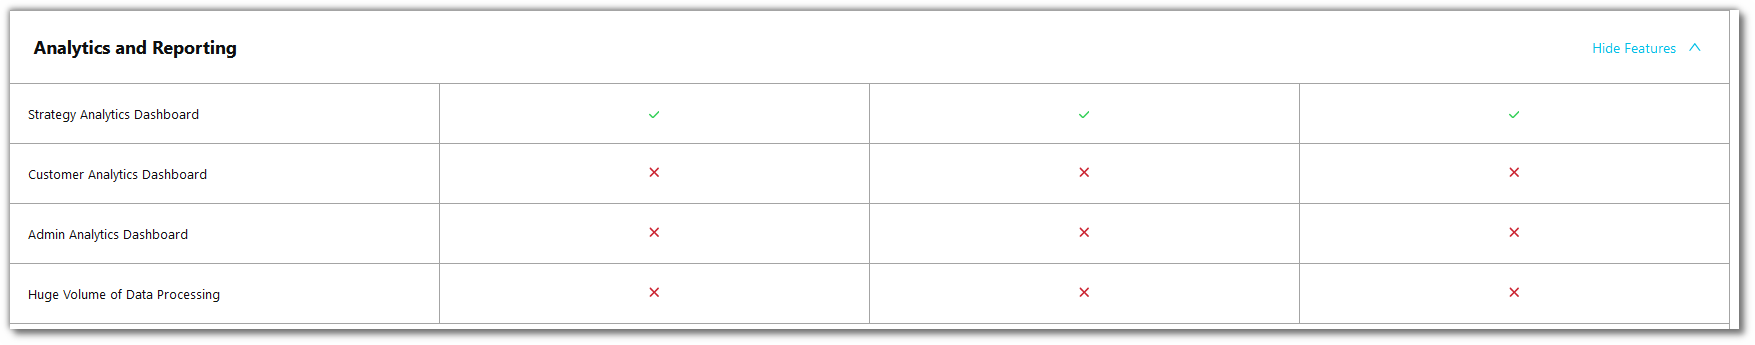 Analytics and Reporting
Hide Features
Strategy Analytics Dashboard
Customer Analytics Dashboard
Admin Analytics Dashboard
Huge Volume of Data Processing